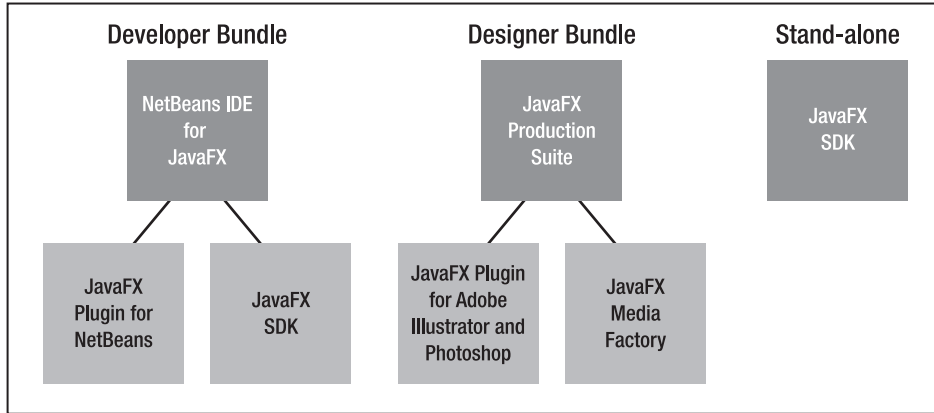 Developer Bundle
Designer Bundle
Stand-alone
NetBeans IDE
for
JavaFX
JavaFX
Production
Suite
JavaFX
SDK
JavaFX
Plugin for
NetBeans
JavaFX
SDK
JavaFX Plugin
for Adobe
Illustrator and
Photoshop
JavaFX
Media
Factory